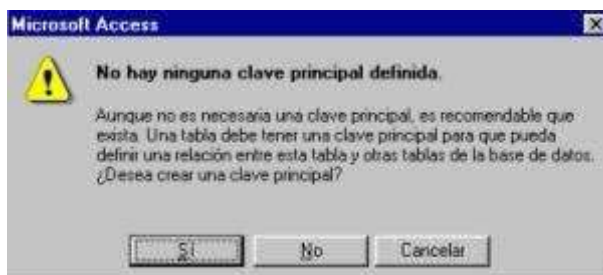 Microsoft Access
No hay ninguna clave principal definida.
Aunque no es necesaria una clave principal, es recomendable que
exista. Una tabla debe tener una clave principal para que pueda
definir una relación entre esta tabla y otras tablas de la base de datos.
¿Desea crear una clave principal?
Sí No Cancelar